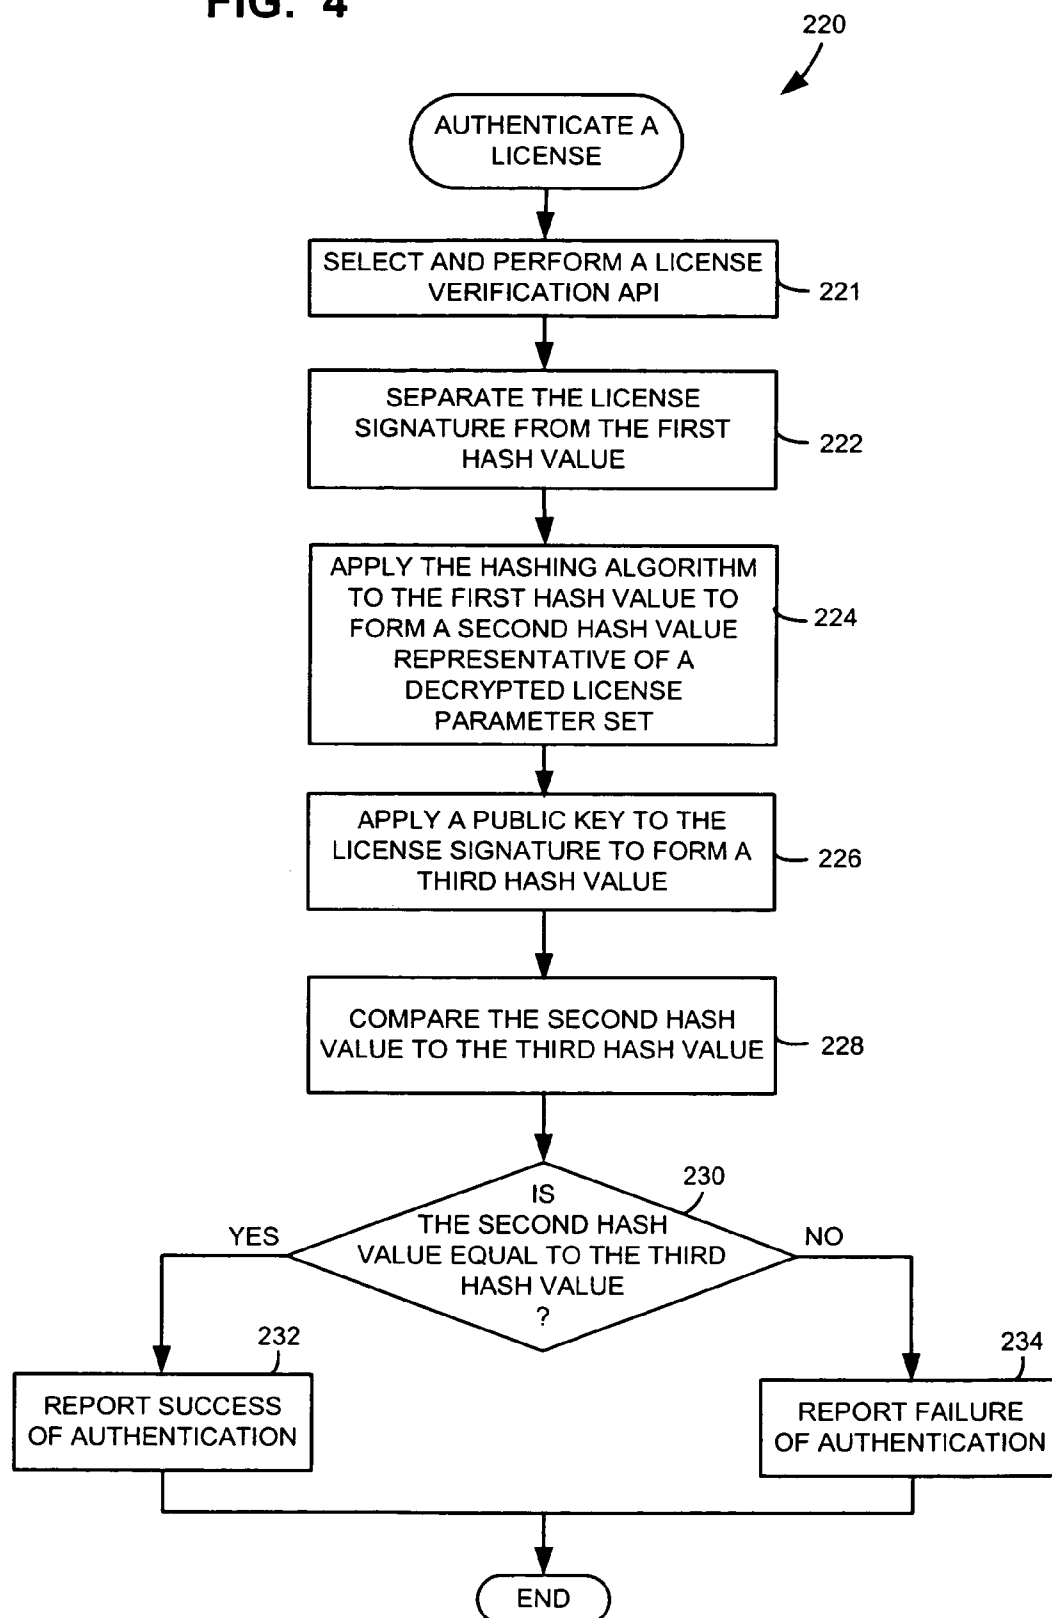 FIG. 4
220
AUTHENTICATE A
LICENSE
SELECT AND PERFORM A LICENSE
VERIFICATION API
221
SEPARATE THE LICENSE
SIGNATURE FROM THE FIRST
HASH VALUE
222
APPLY THE HASHING ALGORITHM
TO THE FIRST HASH VALUE TO
FORM A SECOND HASH VALUE
REPRESENTATIVE OF A
DECRYPTED LICENSE
PARAMETER SET
224
APPLY A PUBLIC KEY TO THE
LICENSE SIGNATURE TO FORM A
THIRD HASH VALUE
226
COMPARE THE SECOND HASH
VALUE TO THE THIRD HASH VALUE
228
230
IS
THE SECOND HASH
VALUE EQUAL TO THE THIRD
HASH VALUE
?
YES
NO
232
REPORT SUCCESS
OF AUTHENTICATION
234
REPORT FAILURE
OF AUTHENTICATION
END